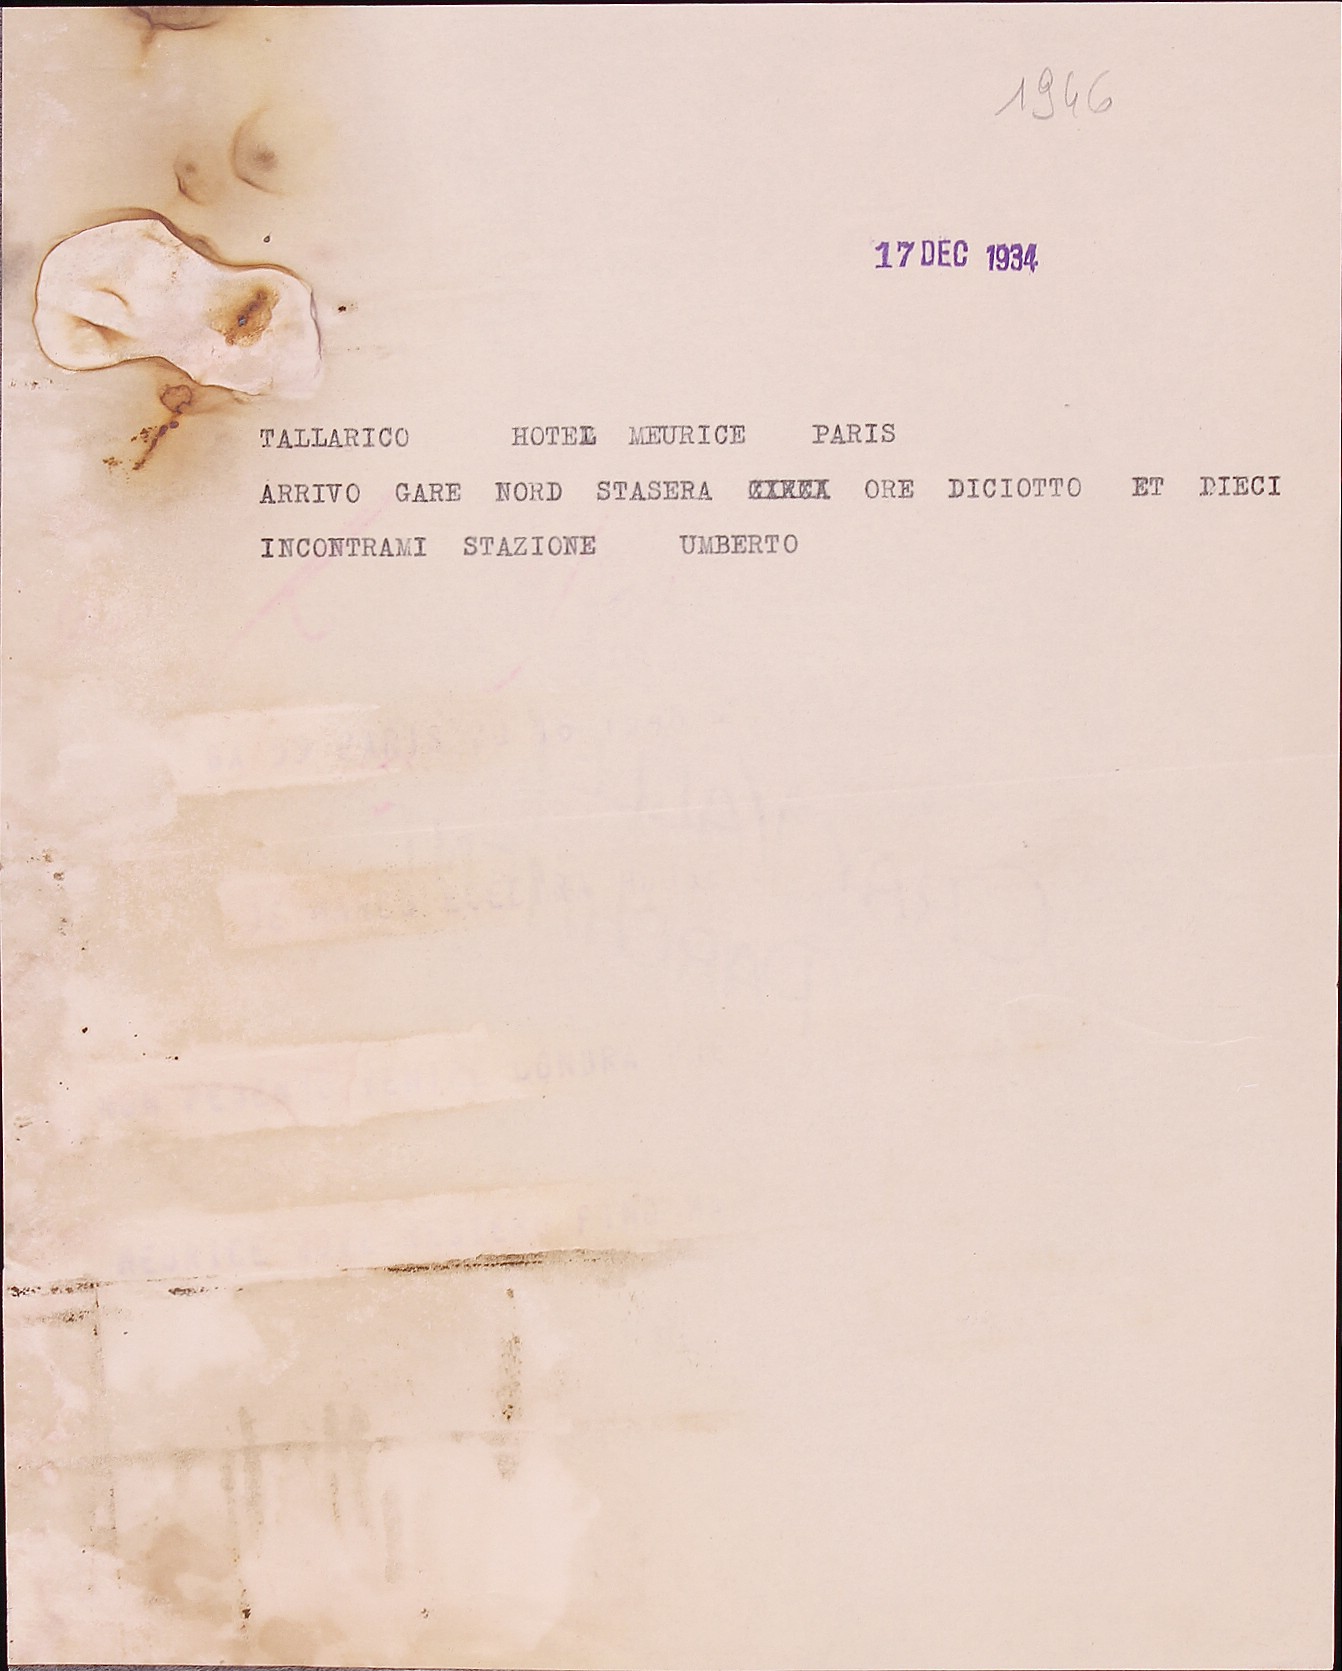 1946
17 DEC 1934
TALLARICO HOTEL MEURICE PARIS
ARRIVO GARE NORD STASERA ORE DICIOTTO ET DIECI
INCONTRAMI STAZIONE UMBERTO